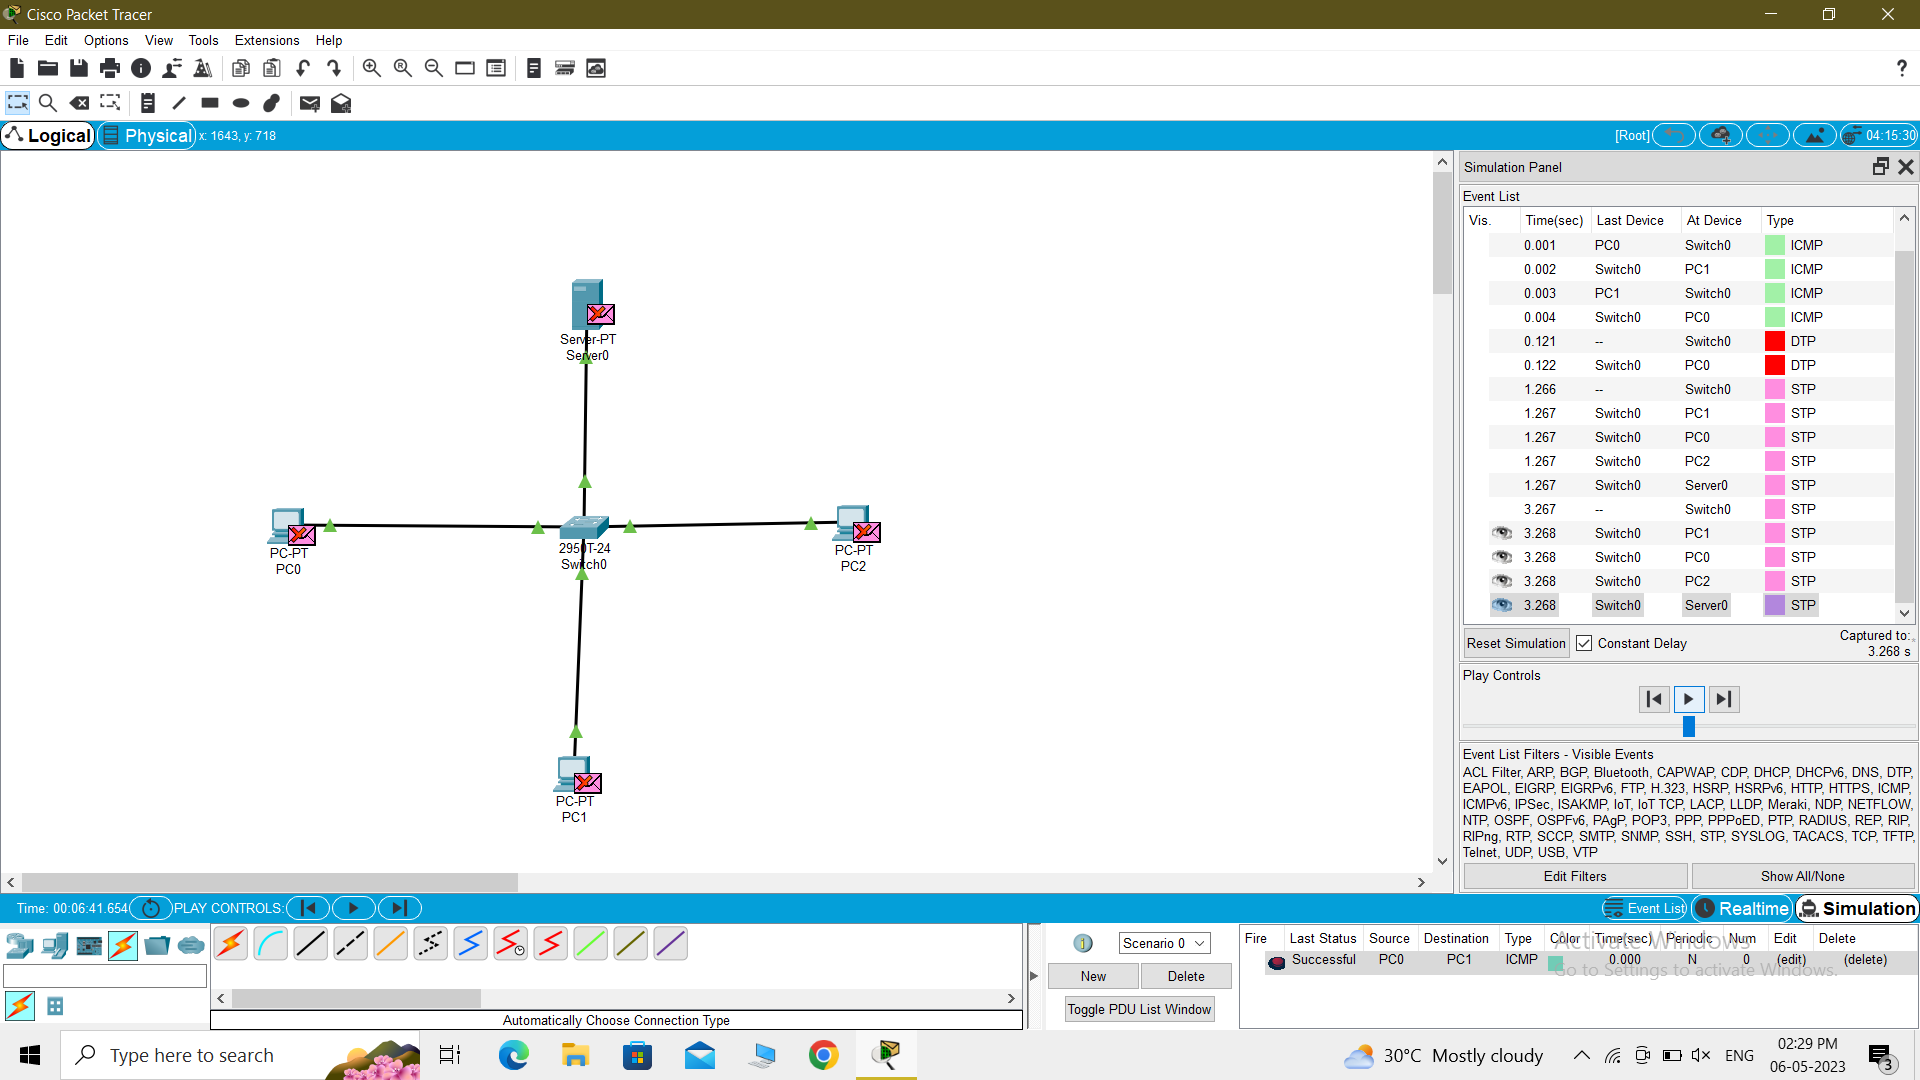 Cisco Packet Tracer
File Edit Options View Tools Extensions Help
Logical Physical x: 1643, y: 718 [Root] 04:15:30
Server-PT
Server0
PC-PT
PC0
2950T-24
Switch0
PC-PT
PC2
PC-PT
PC1
Simulation Panel
Event List
Vis. Time(sec) Last Device At Device Type
0.001 PC0 Switch0 ICMP
0.002 Switch0 PC1 ICMP
0.003 PC1 Switch0 ICMP
0.004 Switch0 PC0 ICMP
0.121 -- Switch0 DTP
0.122 Switch0 PC0 DTP
1.266 -- Switch0 STP
1.267 Switch0 PC1 STP
1.267 Switch0 PC0 STP
1.267 Switch0 PC2 STP
1.267 Switch0 Server0 STP
3.267 -- Switch0 STP
3.268 Switch0 PC1 STP
3.268 Switch0 PC0 STP
3.268 Switch0 PC2 STP
3.268 Switch0 Server0 STP
Reset Simulation Constant Delay Captured to:
3.268 s
Play Controls
Event List Filters - Visible Events
ACL Filter, ARP, BGP, Bluetooth, CAPWAP, CDP, DHCP, DHCPv6, DNS, DTP,
EAPOL, EIGRP, EIGRPv6, FTP, H.323, HSRP, HSRPv6, HTTP, HTTPS, ICMP,
ICMPv6, IPSec, ISAKMP, IoT, IoT TCP, LACP, LLDP, Meraki, NDP, NETFLOW,
NTP, OSPF, OSPFv6, PAgP, POP3, PPP, PPPoED, PTP, RADIUS, REP, RIP,
RIPng, RTP, SCCP, SMTP, SNMP, SSH, STP, SYSLOG, TACACS, TCP, TFTP,
Telnet, UDP, USB, VTP
Edit Filters Show All/None
Time: 00:06:41.654 PLAY CONTROLS: Event List Realtime Simulation
Scenario 0
New Delete
Toggle PDU List Window
Fire Last Status Source Destination Type Color Time(sec) Periodic Num Edit Delete
Successful PC0 PC1 ICMP 0.000 N 0 (edit) (delete)
Activate Windows
Go to Settings to activate Windows.
Automatically Choose Connection Type
Type here to search
30°C Mostly cloudy
ENG
02:29 PM
06-05-2023
3